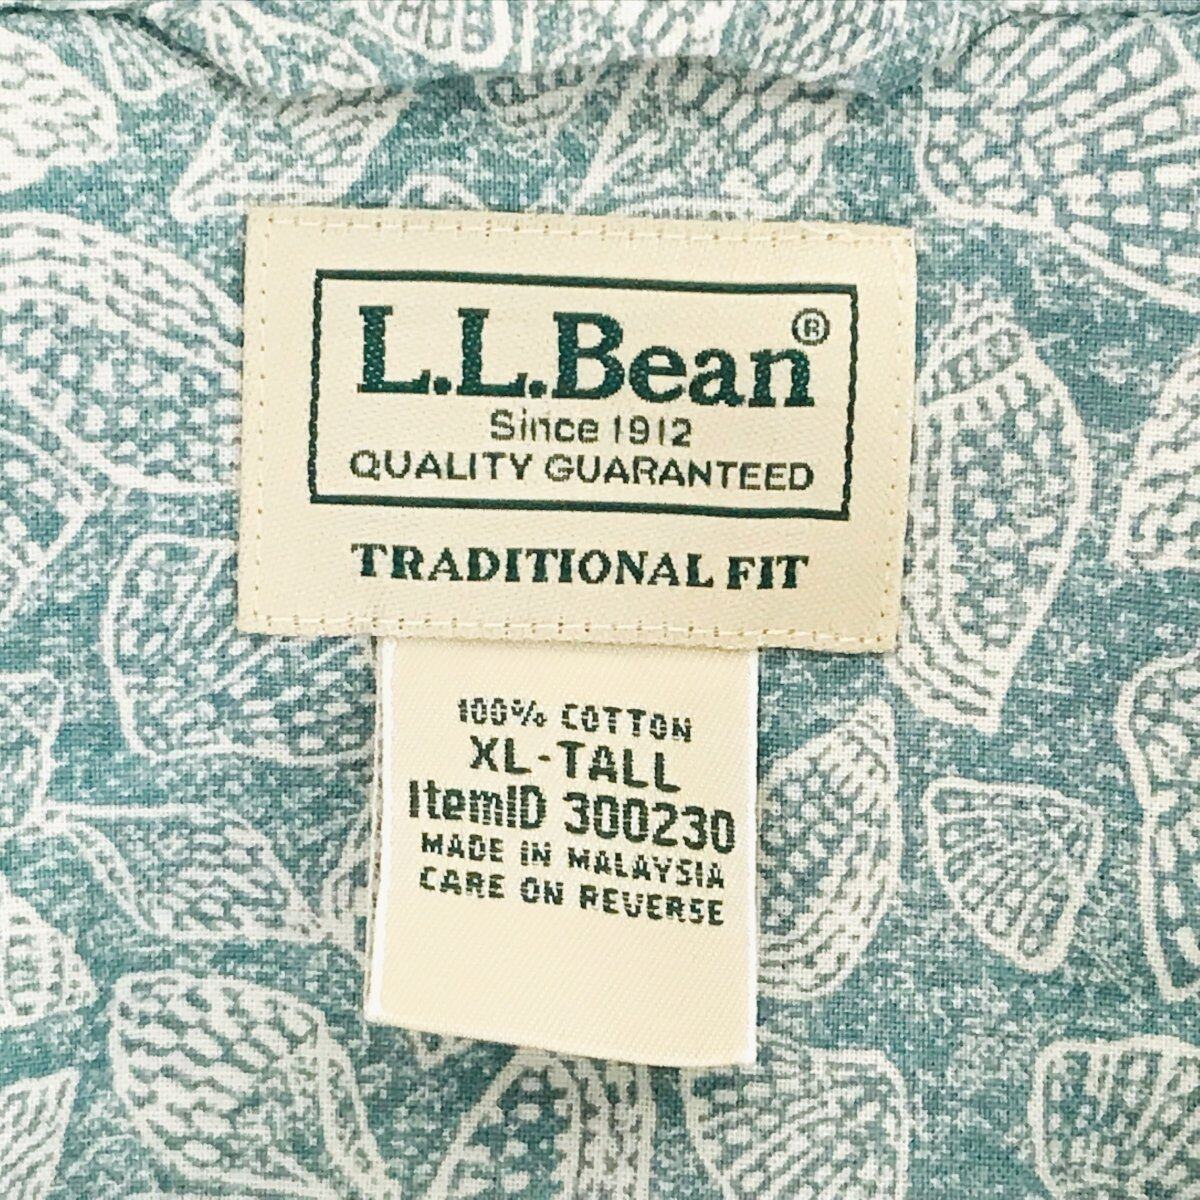 L.L.Bean®
Since 1912
QUALITY GUARANTEED
TRADITIONAL FIT
100% COTTON
XL-TALL
ItemID 300230
MADE IN MALAYSIA
CARE ON REVERSE